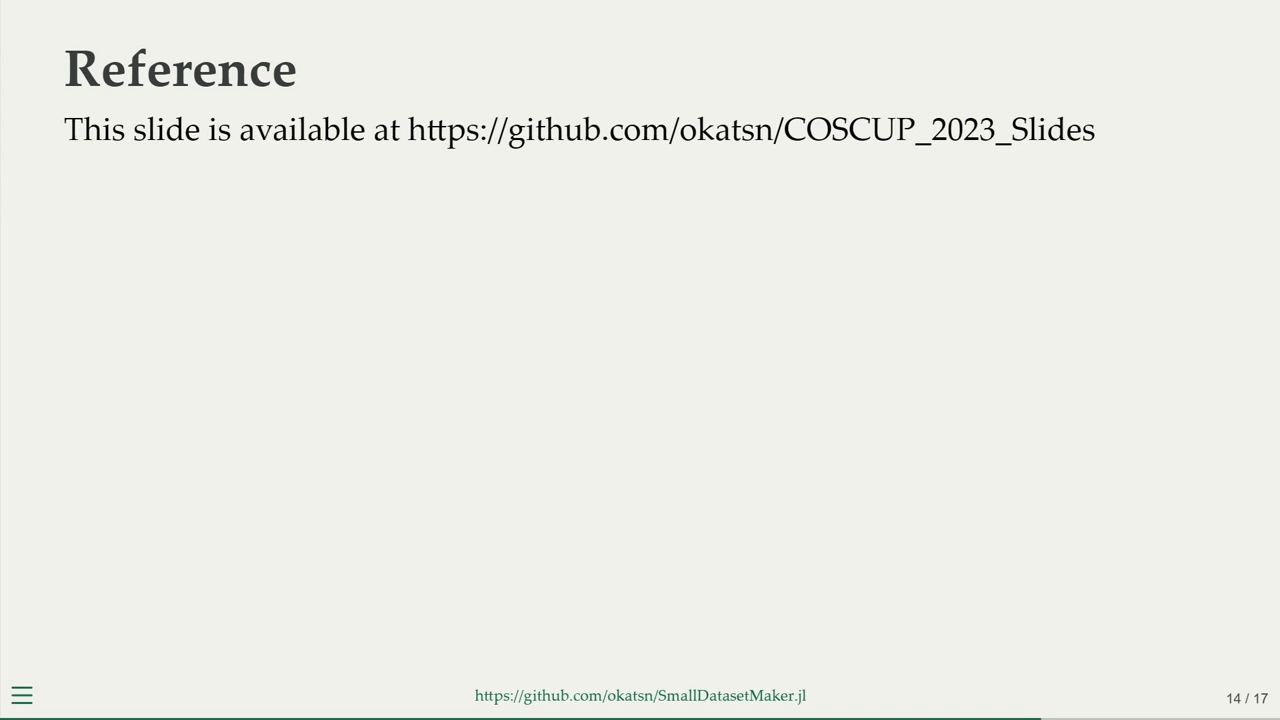 Reference
This slide is available at https://github.com/okatsn/COSCUP_2023_Slides
https://github.com/okatsn/SmallDatasetMaker.jl
14 / 17